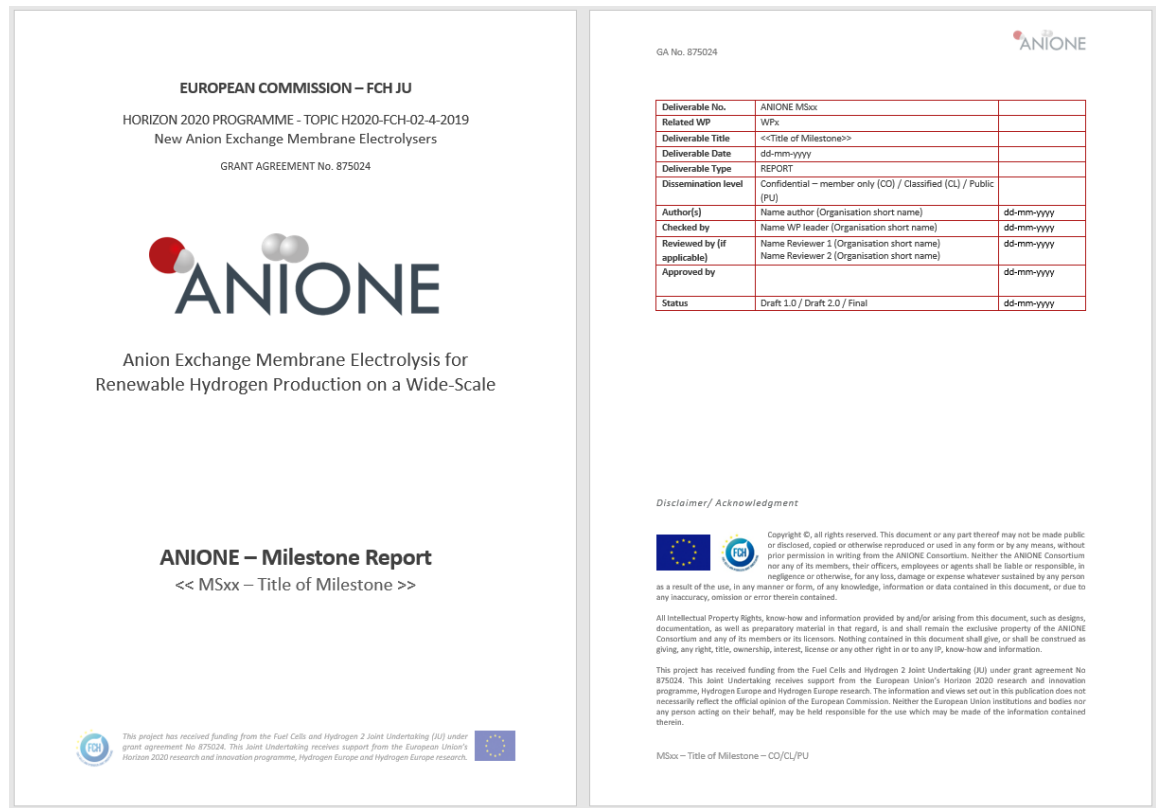 EUROPEAN COMMISSION – FCH JU
HORIZON 2020 PROGRAMME - TOPIC H2020-FCH-02-4-2019
New Anion Exchange Membrane Electrolysers
GRANT AGREEMENT No. 875024
ANIONE
Anion Exchange Membrane Electrolysis for
Renewable Hydrogen Production on a Wide-Scale
ANIONE – Milestone Report
<< MSxx – Title of Milestone >>
FCH
This project has received funding from the Fuel Cells and Hydrogen 2 Joint Undertaking (JU) under
grant agreement No 875024. This Joint Undertaking receives support from the European Union's
Horizon 2020 research and innovation programme, Hydrogen Europe and Hydrogen Europe research.
GA No. 875024
ANIONE
Deliverable No. ANIONE MSxx
Related WP WPx
Deliverable Title <<Title of Milestone>>
Deliverable Date dd-mm-yyyy
Deliverable Type REPORT
Dissemination level Confidential – member only (CO) / Classified (CL) / Public
(PU)
Author(s) Name author (Organisation short name) dd-mm-yyyy
Checked by Name WP leader (Organisation short name) dd-mm-yyyy
Reviewed by (if Name Reviewer 1 (Organisation short name) dd-mm-yyyy
applicable) Name Reviewer 2 (Organisation short name)
Approved by dd-mm-yyyy
Status Draft 1.0 / Draft 2.0 / Final dd-mm-yyyy
Disclaimer/ Acknowledgment
FCH
Copyright ©, all rights reserved. This document or any part thereof may not be made public
or disclosed, copied or otherwise reproduced or used in any form or by any means, without
prior permission in writing from the ANIONE Consortium. Neither the ANIONE Consortium
nor any of its members, their officers, employees or agents shall be liable or responsible, in
negligence or otherwise, for any loss, damage or expense whatever sustained by any person
as a result of the use, in any manner or form, of any knowledge, information or data contained in this document, or due to
any inaccuracy, omission or error therein contained.
All Intellectual Property Rights, know-how and information provided by and/or arising from this document, such as designs,
documentation, as well as preparatory material in that regard, is and shall remain the exclusive property of the ANIONE
Consortium and any of its members or its licensors. Nothing contained in this document shall give, or shall be construed as
giving, any right, title, ownership, interest, license or any other right in or to any IP, know-how and information.
This project has received funding from the Fuel Cells and Hydrogen 2 Joint Undertaking (JU) under grant agreement No
875024. This Joint Undertaking receives support from the European Union's Horizon 2020 research and innovation
programme, Hydrogen Europe and Hydrogen Europe research. The information and views set out in this publication does not
necessarily reflect the official opinion of the European Commission. Neither the European Union institutions and bodies nor
any person acting on their behalf, may be held responsible for the use which may be made of the information contained
therein.
MSxx – Title of Milestone – CO/CL/PU